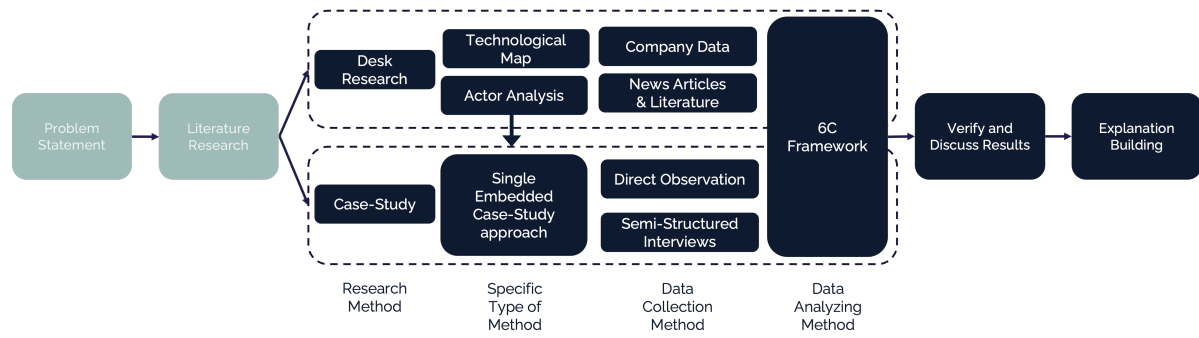 Problem
Statement
Literature
Research
Desk
Research
Technological
Map
Actor Analysis
Company Data
News Articles
& Literature
Case-Study
Single
Embedded
Case-Study
approach
Direct Observation
Semi-Structured
Interviews
6C
Framework
Verify and
Discuss Results
Explanation
Building
Research
Method
Specific
Type of
Method
Data
Collection
Method
Data
Analyzing
Method